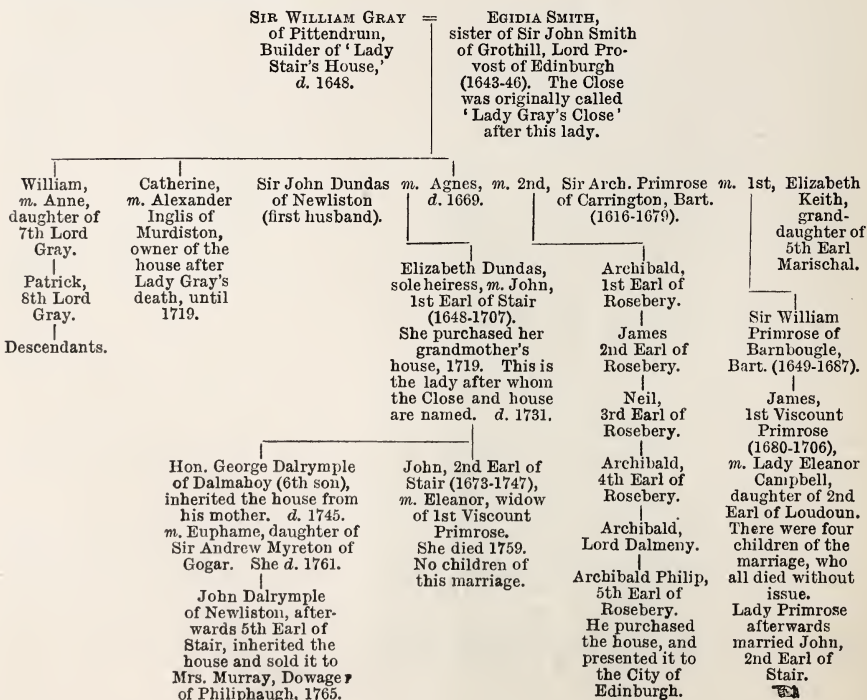 SIR WILLIAM GRAY =
of Pittendrum,
Builder of ‘Lady
Stair's House,’
d. 1648.
EGIDIA SMITH,
sister of Sir John Smith
of Grothill, Lord Pro-
vost of Edinburgh
(1643-46). The Close
was originally called
‘Lady Gray's Close’
after this lady.
William,
m. Anne,
daughter of
7th Lord
Gray.
Patrick,
8th Lord
Gray.
Descendants.
Catherine,
m. Alexander
Inglis of
Murdiston,
owner of the
house after
Lady Gray's
death, until
1719.
Sir John Dundas
of Newliston
(first husband).
m. Agnes, m. 2nd,
d. 1669.
Sir Arch. Primrose
of Carrington, Bart.
(1616-1679).
m. 1st, Elizabeth
Keith,
grand-
daughter of
5th Earl
Marischal.
Elizabeth Dundas,
sole heiress, m. John,
1st Earl of Stair
(1648-1707).
She purchased her
grandmother's
house, 1719. This is
the lady after whom
the Close and house
are named. d. 1731.
Archibald,
1st Earl of
Rosebery.
James
2nd Earl of
Rosebery.
Neil,
3rd Earl of
Rosebery.
Archibald,
4th Earl of
Rosebery.
Archibald,
Lord Dalmeny.
Archibald Philip,
5th Earl of
Rosebery.
He purchased
the house, and
presented it to
the City of
Edinburgh.
Sir William
Primrose of
Barnbougle,
Bart. (1649-1687).
James,
1st Viscount
Primrose
(1680-1706),
m. Lady Eleanor
Campbell,
daughter of 2nd
Earl of Loudoun.
There were four
children of the
marriage, who
all died without
issue.
Lady Primrose
afterwards
married John,
2nd Earl of
Stair.
Hon. George Dalrymple
of Dalmahoy (6th son),
inherited the house from
his mother. d. 1745.
m. Euphame, daughter of
Sir Andrew Myreton of
Gogar. She d. 1761.
John Dalrymple
of Newliston, after-
wards 5th Earl of
Stair, inherited the
house and sold it to
Mrs. Murray, Dowager
of Philiphaugh, 1765.
John, 2nd Earl of
Stair (1673-1747),
m. Eleanor, widow
of 1st Viscount
Primrose.
She died 1759.
No children of
this marriage.